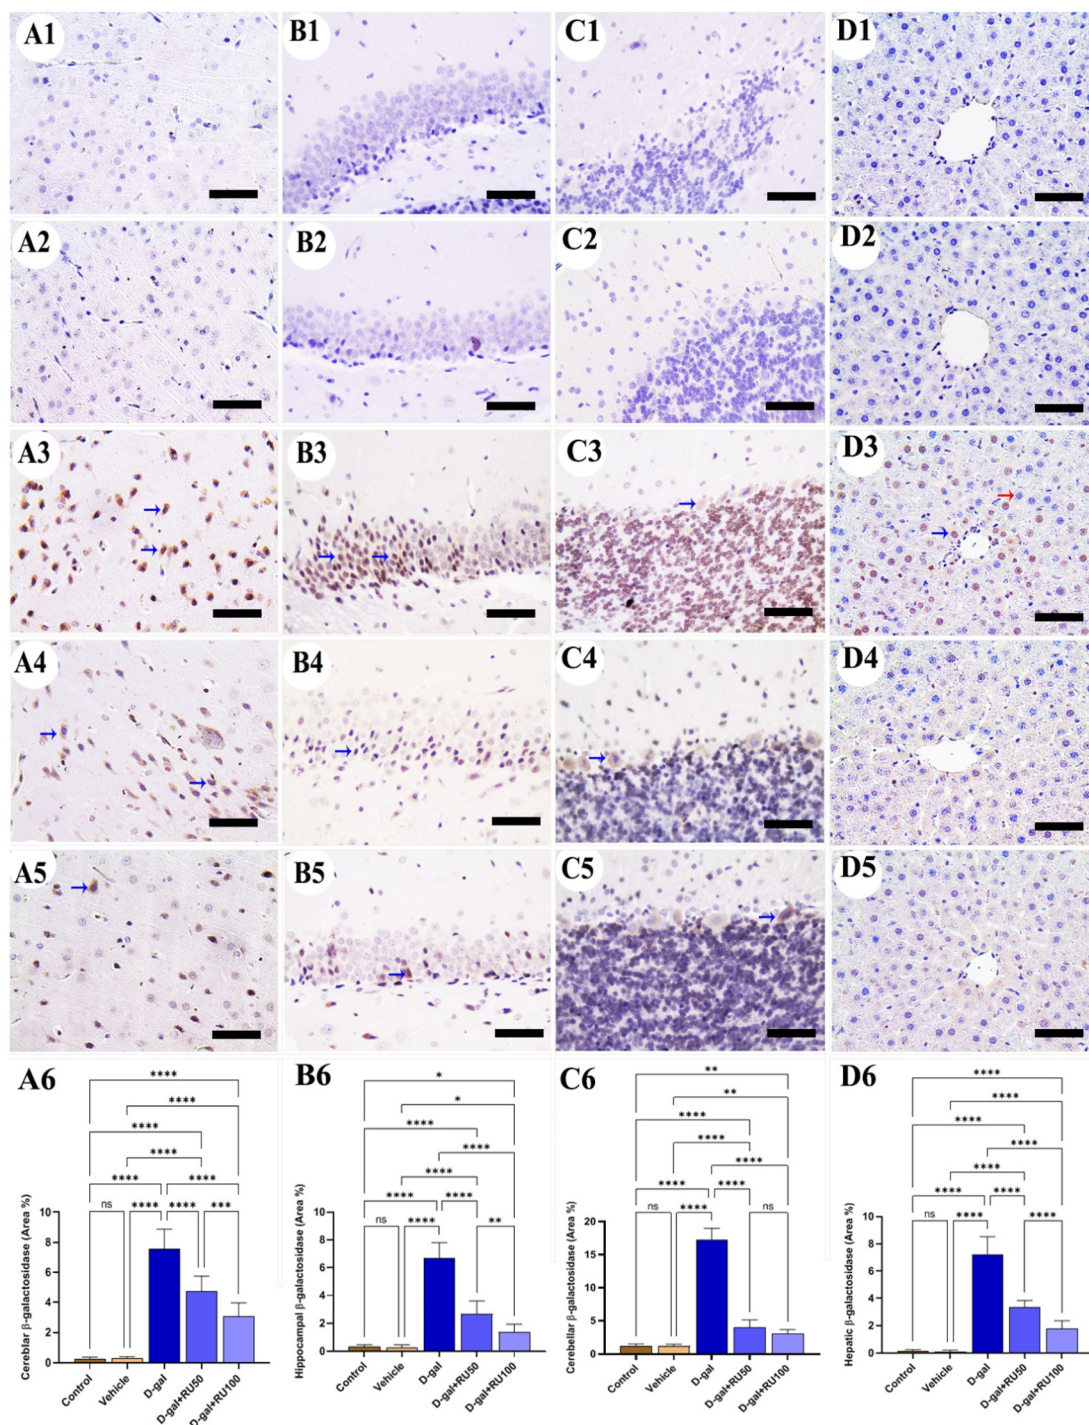 A1 B1 C1 D1
A2 B2 C2 D2
A3 B3 C3 D3
A4 B4 C4 D4
A5 B5 C5 D5
A6
****
****
****
****
**** ****
ns **** **** ***
Cereblar β-galactosidase (Area %)
10
8
6
4
2
0
Control
Vehicle
D-gal
D-gal+RU50
D-gal+RU100
B6
*
*
****
****
****
**** ****
ns **** **
Hippocampal β-galactosidase (Area %)
10
8
6
4
2
0
Control
Vehicle
D-gal
D-gal+RU50
D-gal+RU100
C6
**
**
****
****
****
**** ****
ns **** ns
Cerebellar β-galactosidase (Area %)
20
15
10
5
0
Control
Vehicle
D-gal
D-gal+RU50
D-gal+RU100
D6
****
****
****
****
****
**** ****
ns **** ****
Hepatic β-galactosidase (Area %)
10
8
6
4
2
0
Control
Vehicle
D-gal
D-gal+RU50
D-gal+RU100